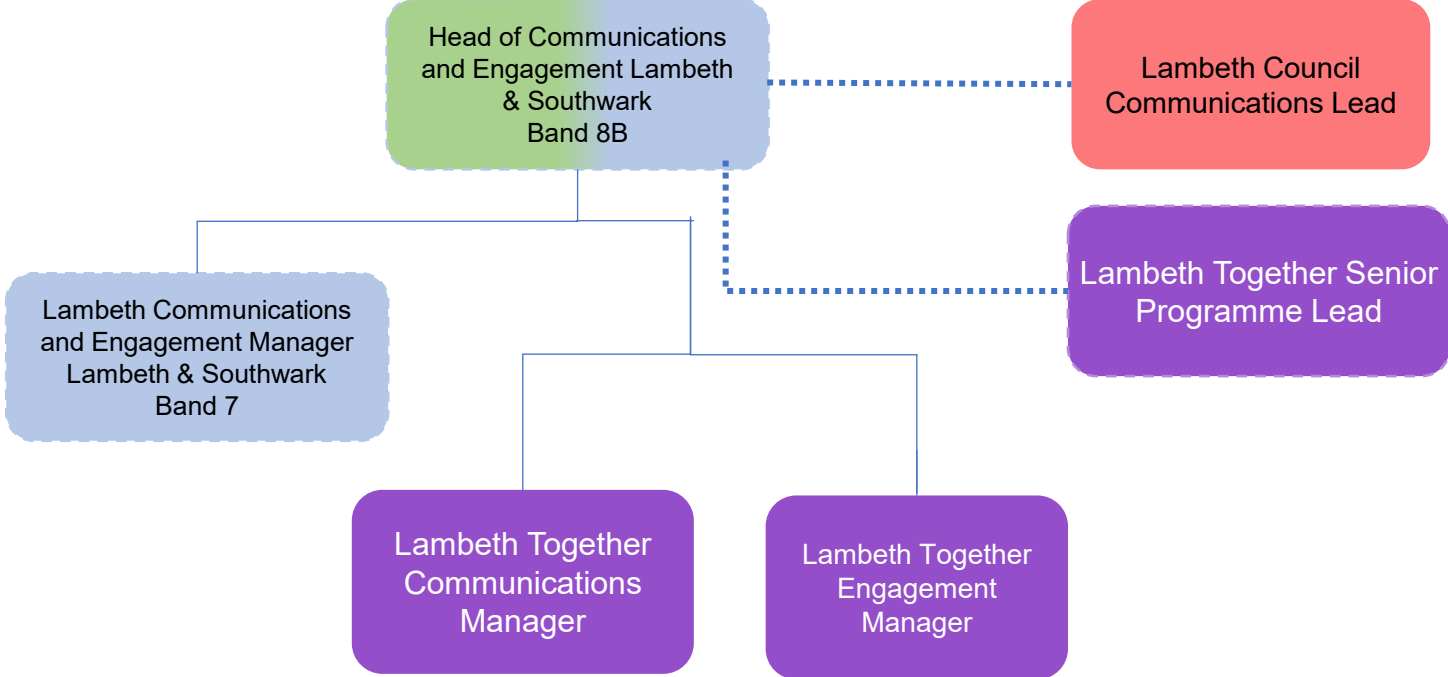 Head of Communications
and Engagement Lambeth
& Southwark
Band 8B
Lambeth Council
Communications Lead
Lambeth Together Senior
Programme Lead
Lambeth Communications
and Engagement Manager
Lambeth & Southwark
Band 7
Lambeth Together
Communications
Manager
Lambeth Together
Engagement
Manager